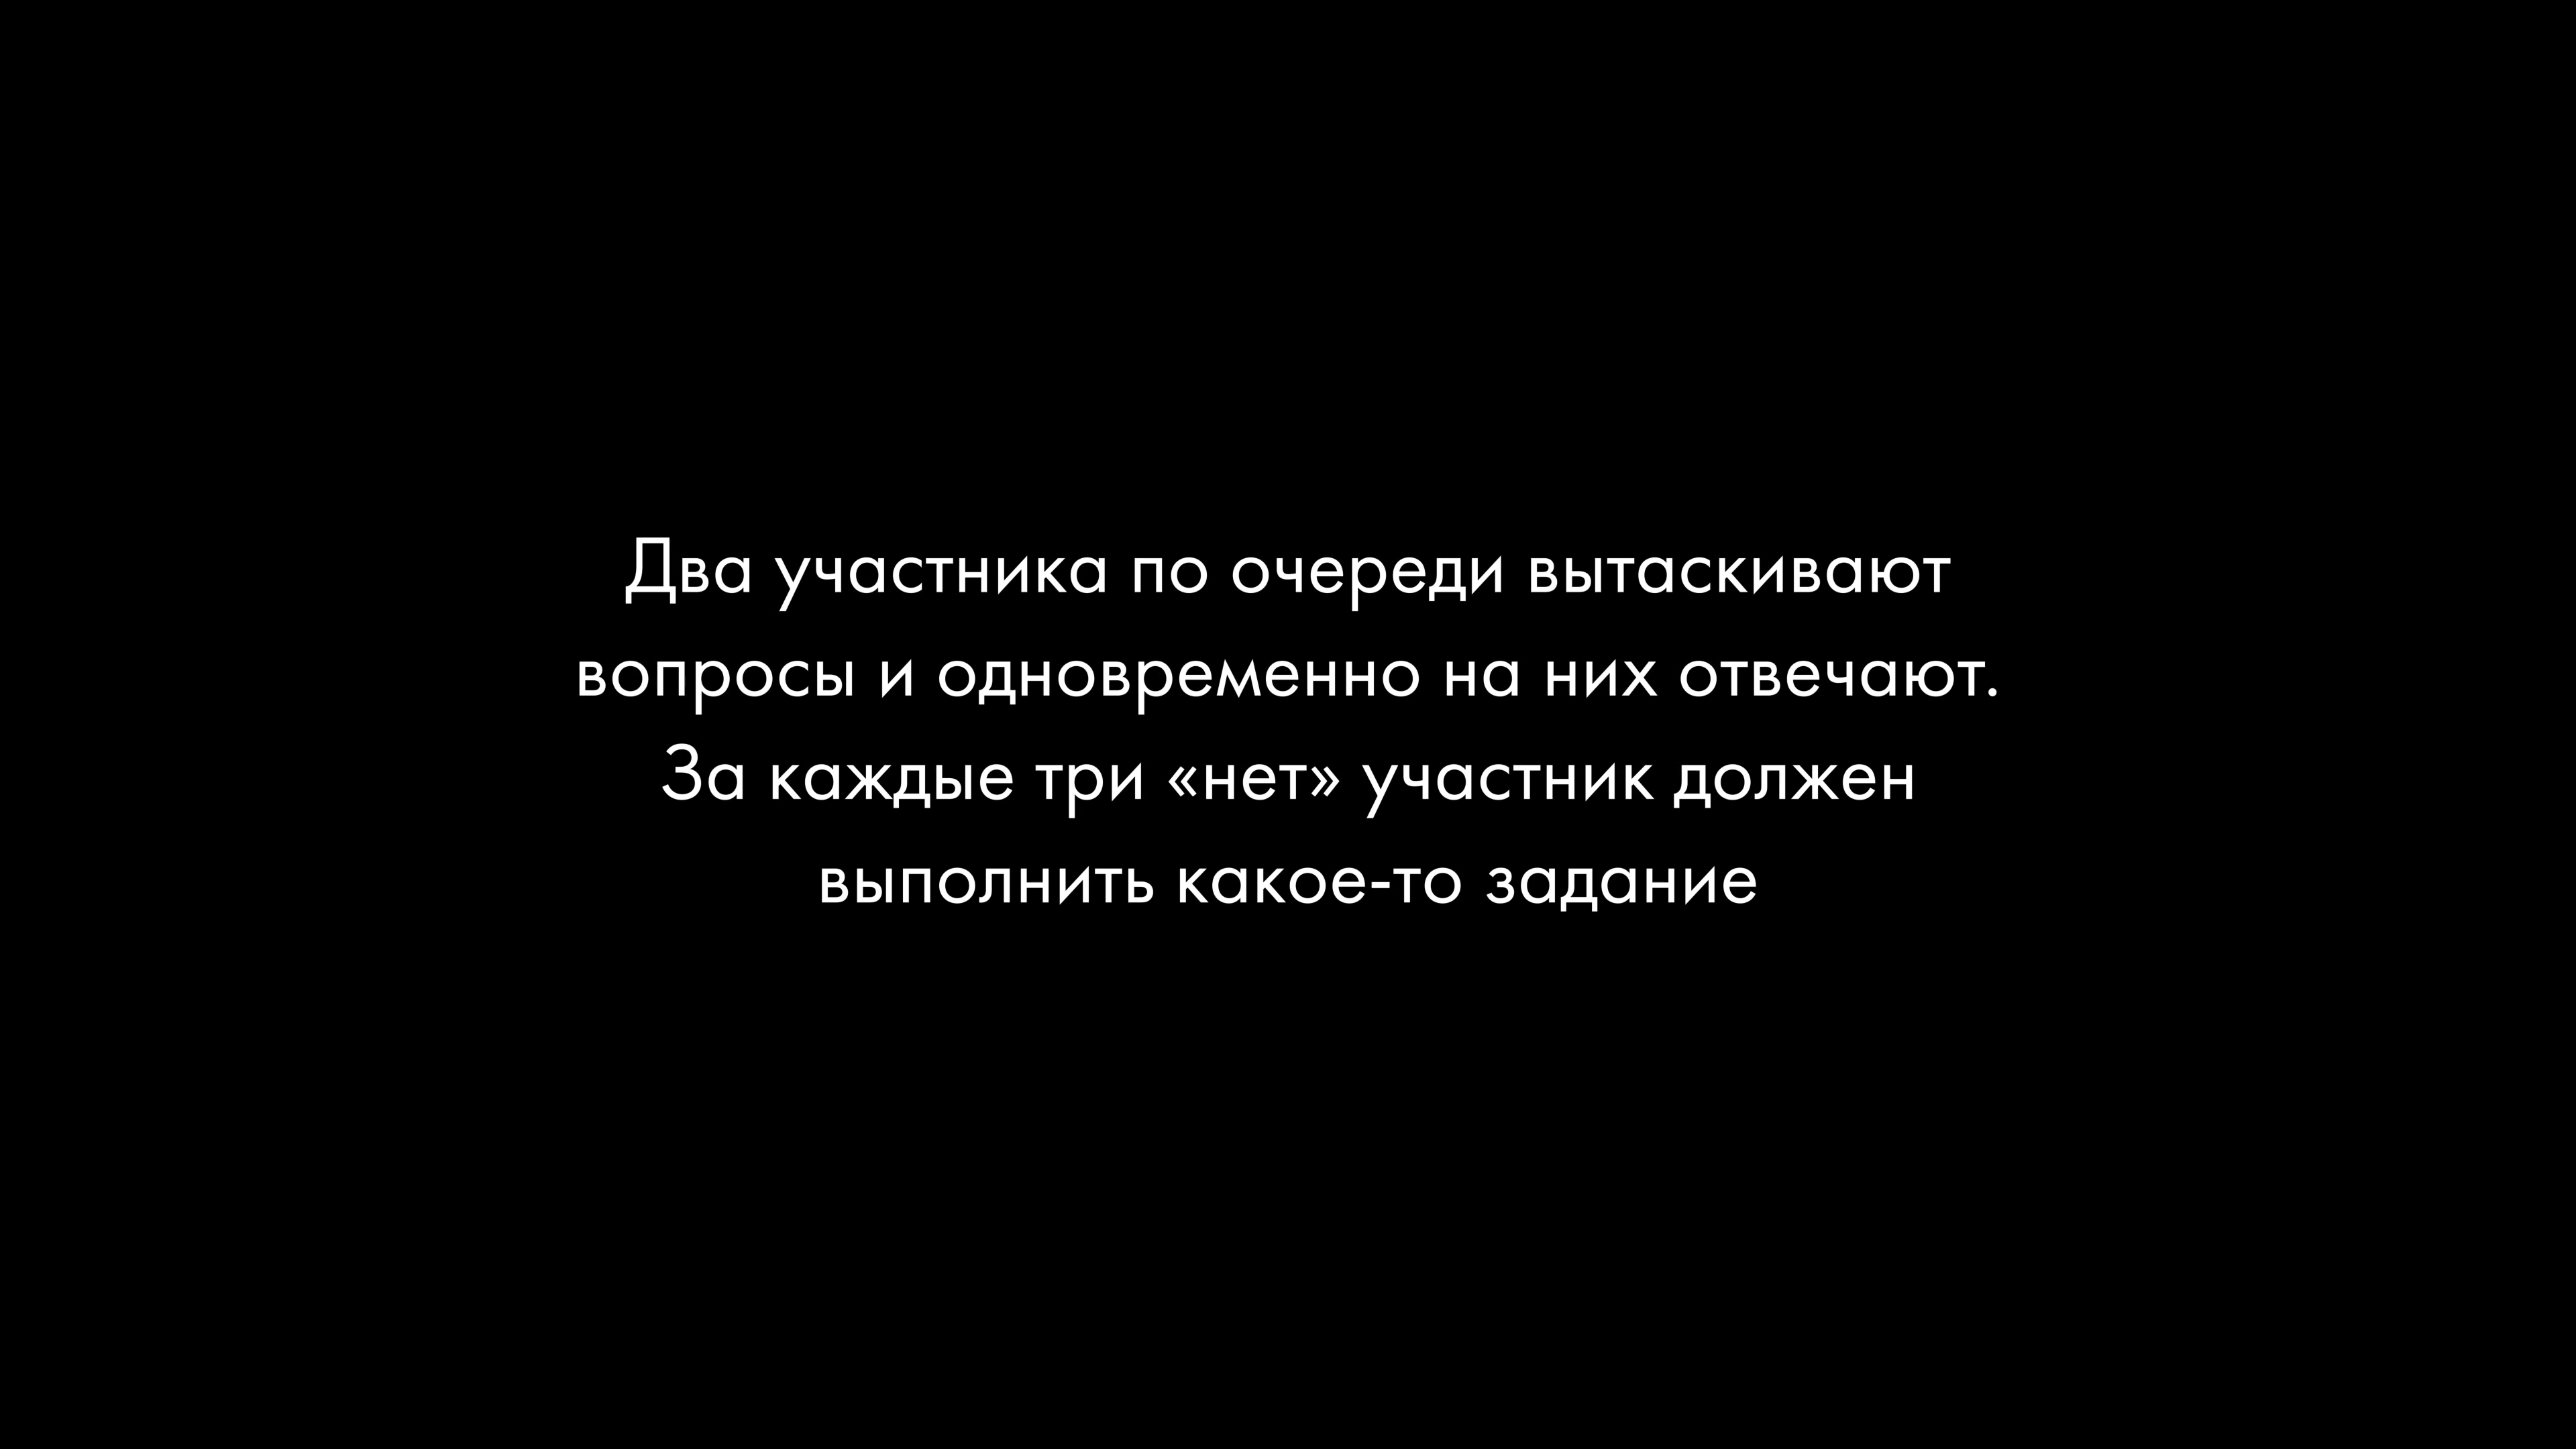 Два участника по очереди вытаскивают
вопросы и одновременно на них отвечают.
За каждые три «нет» участник должен
выполнить какое-то задание